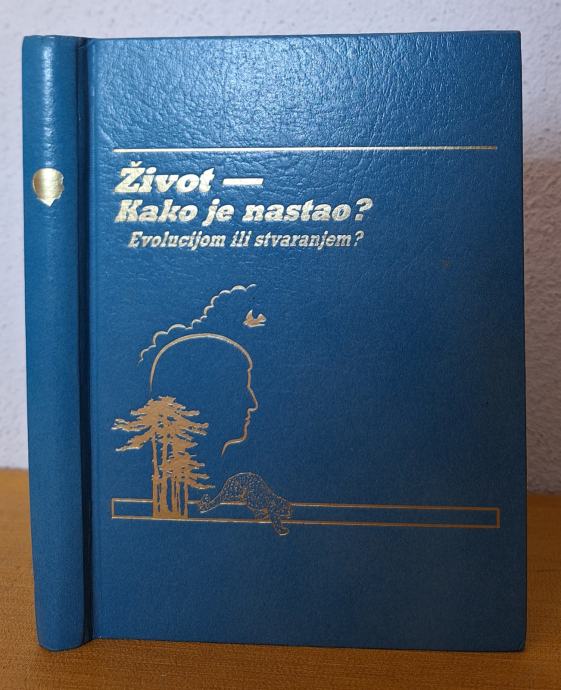 Život —
Kako je nastao?
Evolucijom ili stvaranjem?